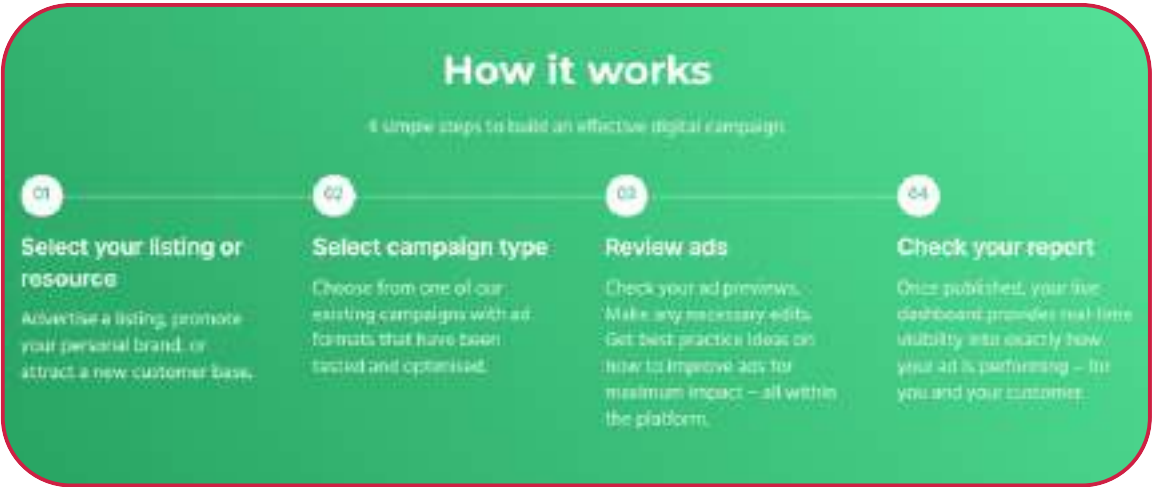 How it works
4 simple steps to build an effective digital campaign
01
02
03
04
Select your listing or
resource
Advertise a listing, promote
your personal brand, or
attract a new customer base.
Select campaign type
Choose from one of our
existing campaigns with ad
formats that have been
tested and optimised.
Review ads
Check your ad previews.
Make any necessary edits.
Get best practice ideas on
how to improve ads for
maximum impact – all within
the platform.
Check your report
Once published, your live
dashboard provides real-time
visibility into exactly how
your ad is performing – for
you and your customer.